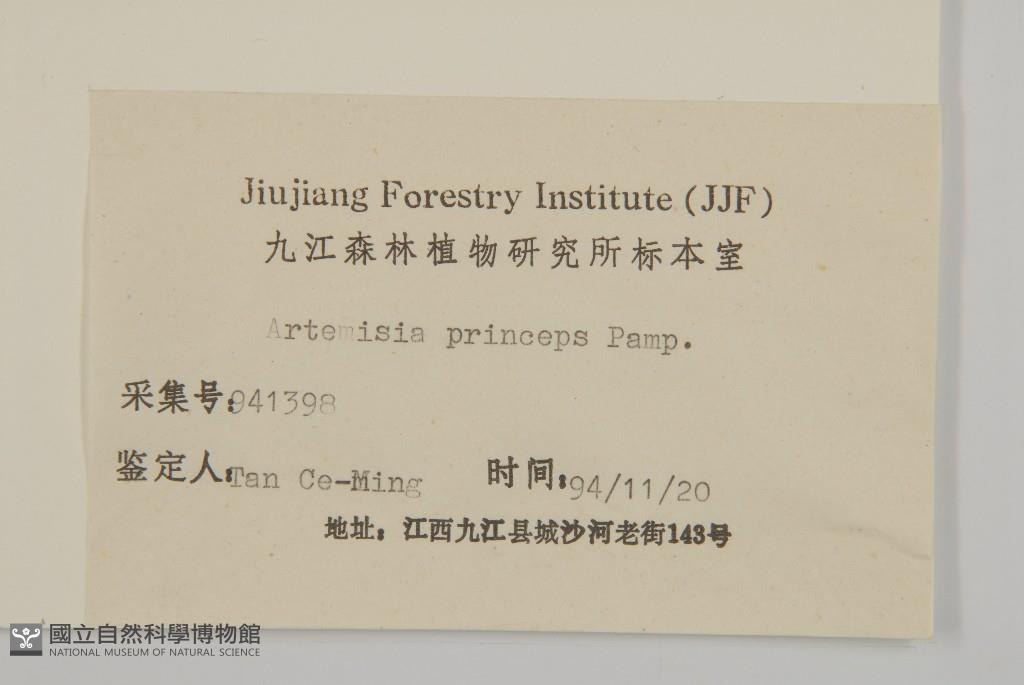 Jiujiang Forestry Institute (JJF)
九江森林植物研究所标本室
Artemisia princeps Pamp.
采集号:941398
鉴定人:Tan Ce-Ming 时间:94/11/20
地址：江西九江县城沙河老街143号
國立自然科學博物館
NATIONAL MUSEUM OF NATURAL SCIENCE